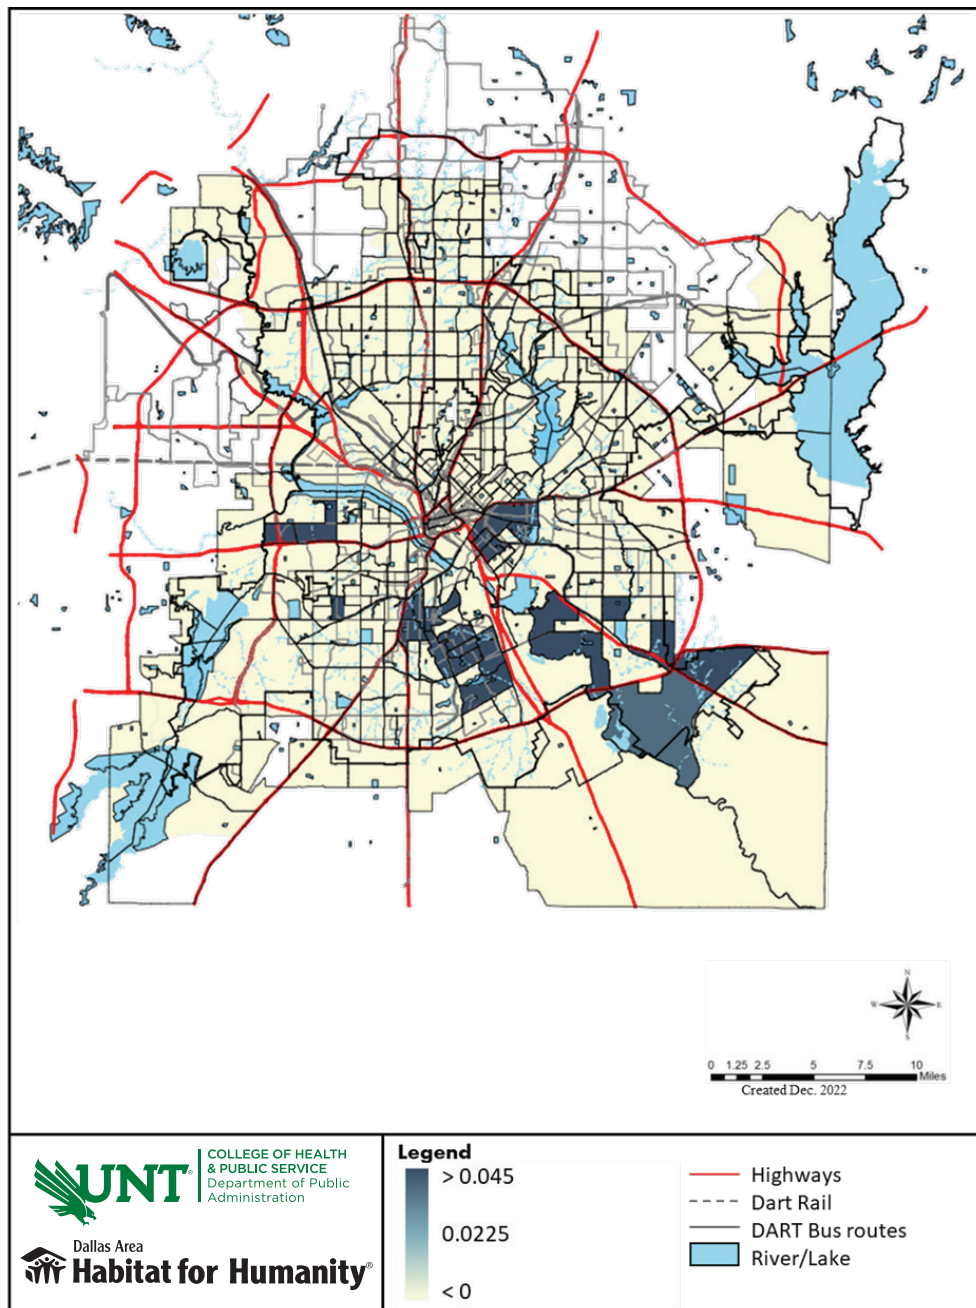 N
W
E
S
0 1.25 2.5 5 7.5 10
Miles
Created Dec. 2022
UNT®
COLLEGE OF HEALTH
& PUBLIC SERVICE
Department of Public
Administration
Dallas Area
Habitat for Humanity®
Legend
> 0.045
0.0225
< 0
Highways
Dart Rail
DART Bus routes
River/Lake